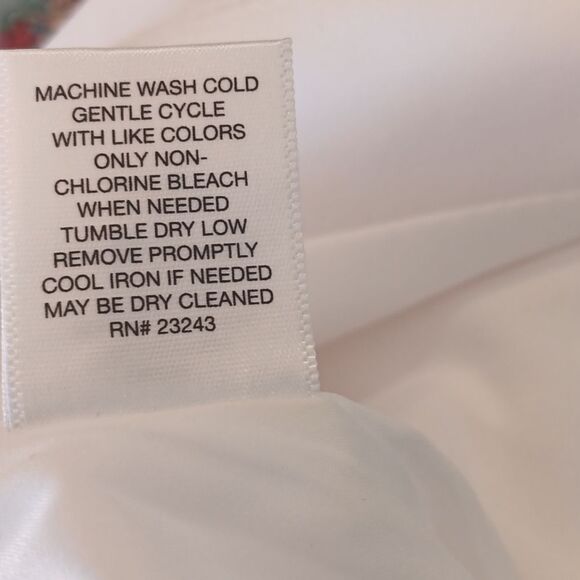 MACHINE WASH COLD
GENTLE CYCLE
WITH LIKE COLORS
ONLY NON-
CHLORINE BLEACH
WHEN NEEDED
TUMBLE DRY LOW
REMOVE PROMPTLY
COOL IRON IF NEEDED
MAY BE DRY CLEANED
RN# 23243